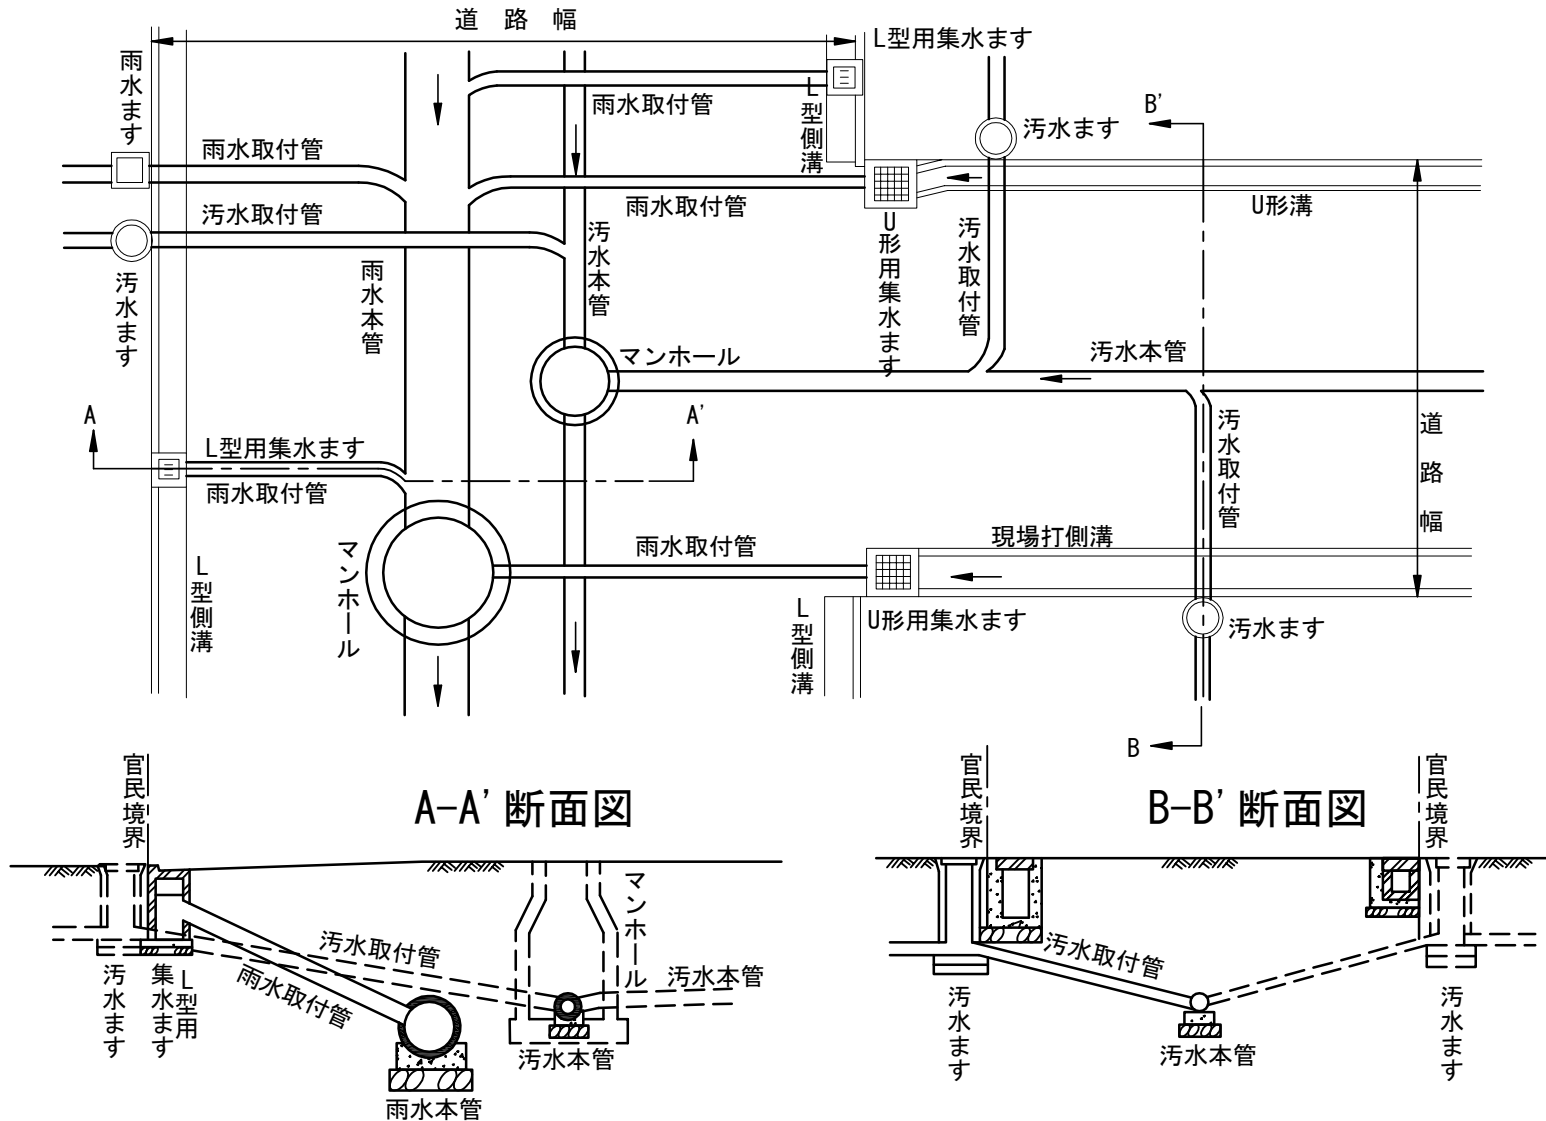 道路幅
L型用集水ます
雨水ます
雨水取付管
L型側溝
B'
汚水ます
雨水取付管
雨水取付管
U形溝
汚水取付管
U形用集水ます
汚水取付管
汚水本管
雨水本管
汚水ます
マンホール
汚水本管
A
A'
L型用集水ます
雨水取付管
汚水取付管
道路幅
現場打側溝
雨水取付管
マンホール
L型側溝
L型側溝
U形用集水ます
汚水ます
B
官民境界
A-A'断面図
官民境界
B-B'断面図
官民境界
マンホール
汚水取付管
雨水取付管
汚水本管
汚水ます
L型用集水ます
汚水本管
雨水本管
汚水取付管
汚水ます
汚水本管
汚水ます